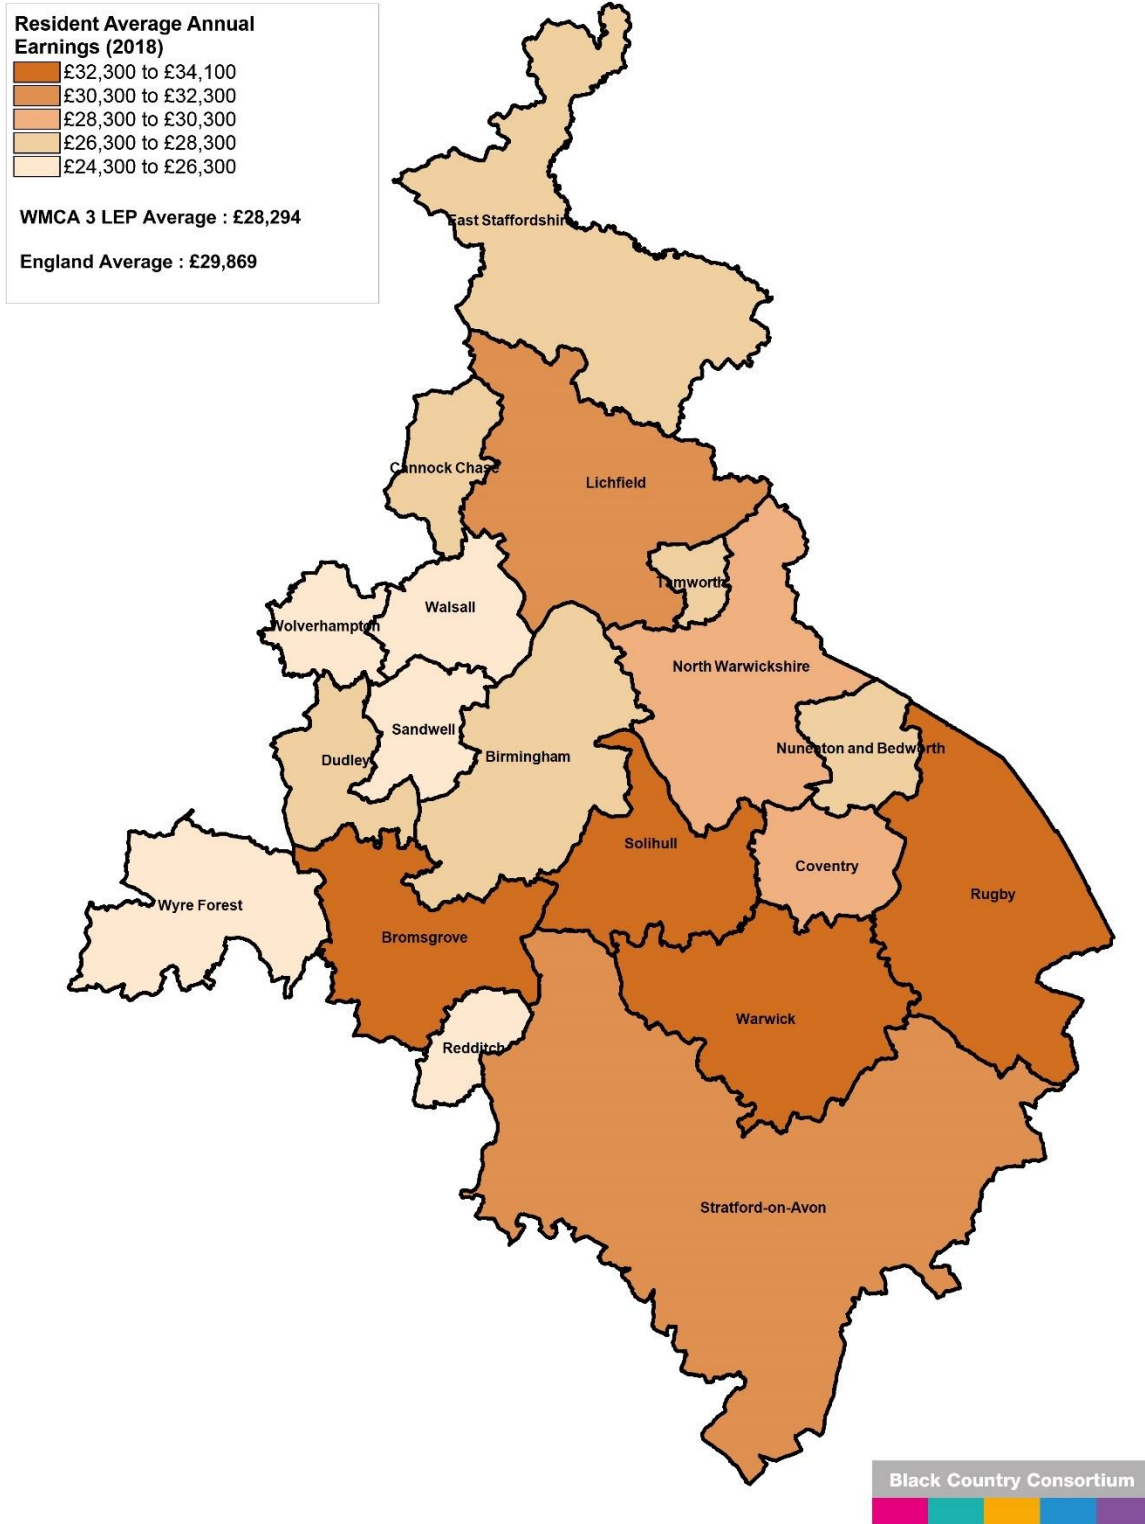 Resident Average Annual
Earnings (2018)
£32,300 to £34,100
£30,300 to £32,300
£28,300 to £30,300
£26,300 to £28,300
£24,300 to £26,300
WMCA 3 LEP Average : £28,294
England Average : £29,869
East Staffordshire
Cannock Chase
Lichfield
Tamworth
Walsall
Wolverhampton
North Warwickshire
Sandwell
Dudley
Birmingham
Nuneaton and Bedworth
Solihull
Coventry
Rugby
Wyre Forest
Bromsgrove
Warwick
Redditch
Stratford-on-Avon
Black Country Consortium